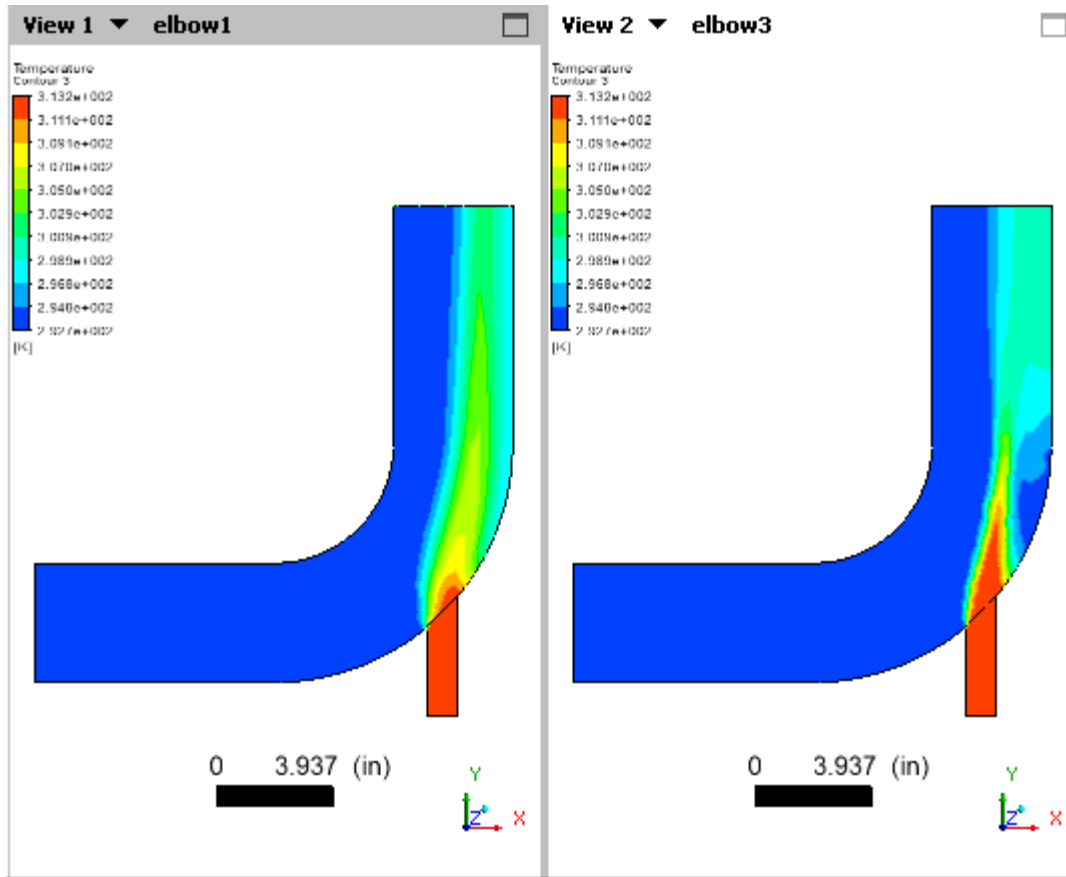 View 1 elbow1
Temperature
Contour 3
3.132e+002
3.111e+002
3.091e+002
3.070e+002
3.050e+002
3.029e+002
3.009e+002
2.989e+002
2.968e+002
2.948e+002
2.927e+002
[K]
0 3.937 (in)
Y
Z X
View 2 elbow3
Temperature
Contour 3
3.132e+002
3.111e+002
3.091e+002
3.070e+002
3.050e+002
3.029e+002
3.009e+002
2.989e+002
2.968e+002
2.948e+002
2.927e+002
[K]
0 3.937 (in)
Y
Z X